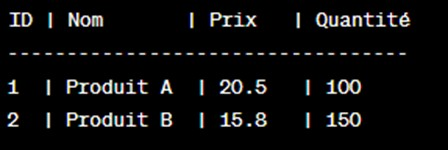 ID | Nom       | Prix   | Quantité
----------------------------------
1  | Produit A  | 20.5   | 100
2  | Produit B  | 15.8   | 150